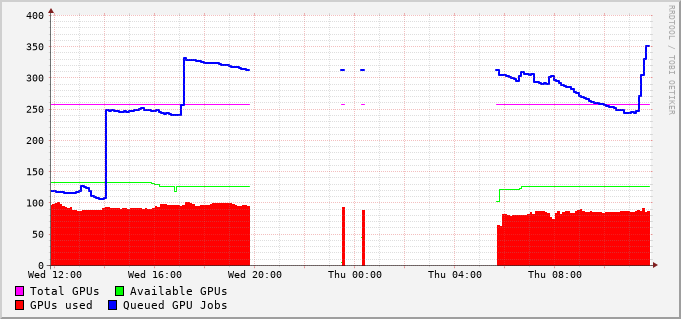 400
350
300
250
200
150
100
50
0
Wed 12:00 Wed 16:00 Wed 20:00 Thu 00:00 Thu 04:00 Thu 08:00
Total GPUs Available GPUs
GPUs used Queued GPU Jobs
RRDTOOL / TOBI OETIKER